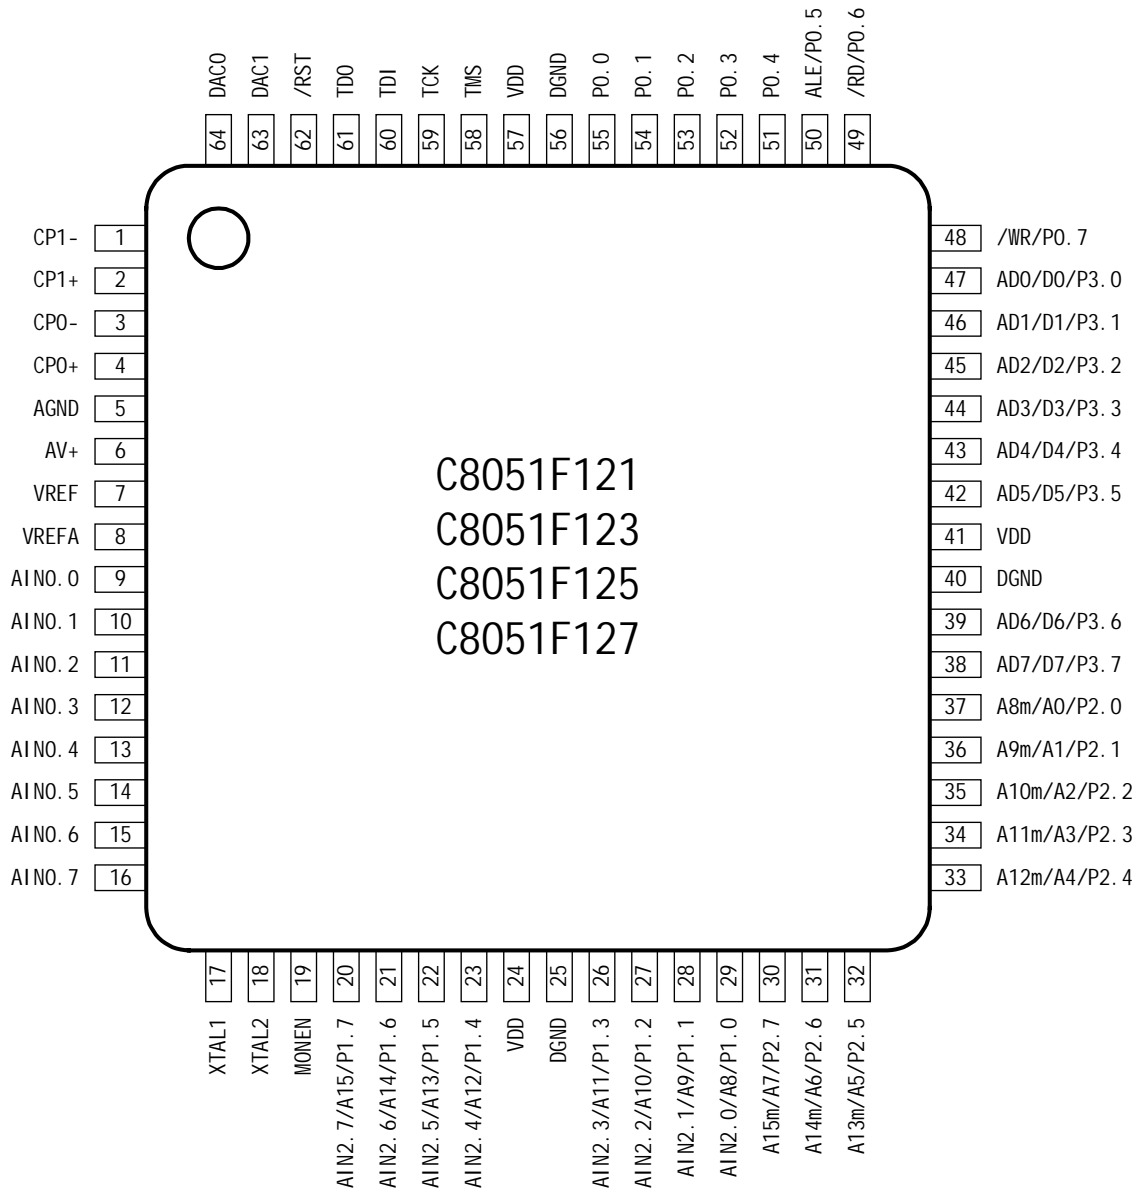 DAC0
DAC1
/RST
TDO
TDI
TCK
TMS
VDD
DGND
P0.0
P0.1
P0.2
P0.3
P0.4
ALE/P0.5
/RD/P0.6
64
63
62
61
60
59
58
57
56
55
54
53
52
51
50
49
CP1- 1
CP1+ 2
CP0- 3
CP0+ 4
AGND 5
AV+ 6
VREF 7
VREFA 8
AIN0.0 9
AIN0.1 10
AIN0.2 11
AIN0.3 12
AIN0.4 13
AIN0.5 14
AIN0.6 15
AIN0.7 16
C8051F121
C8051F123
C8051F125
C8051F127
48 /WR/P0.7
47 AD0/D0/P3.0
46 AD1/D1/P3.1
45 AD2/D2/P3.2
44 AD3/D3/P3.3
43 AD4/D4/P3.4
42 AD5/D5/P3.5
41 VDD
40 DGND
39 AD6/D6/P3.6
38 AD7/D7/P3.7
37 A8m/A0/P2.0
36 A9m/A1/P2.1
35 A10m/A2/P2.2
34 A11m/A3/P2.3
33 A12m/A4/P2.4
17
18
19
20
21
22
23
24
25
26
27
28
29
30
31
32
XTAL1
XTAL2
MONEN
AIN2.7/A15/P1.7
AIN2.6/A14/P1.6
AIN2.5/A13/P1.5
AIN2.4/A12/P1.4
VDD
DGND
AIN2.3/A11/P1.3
AIN2.2/A10/P1.2
AIN2.1/A9/P1.1
AIN2.0/A8/P1.0
A15m/A7/P2.7
A14m/A6/P2.6
A13m/A5/P2.5